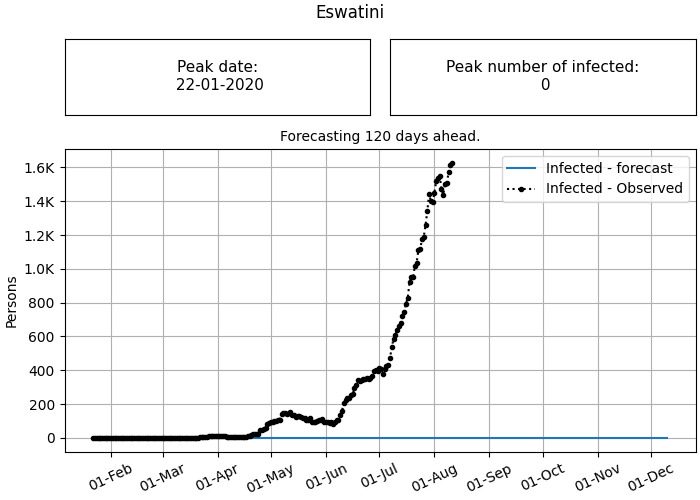 Eswatini
Peak date:
22-01-2020
Peak number of infected:
0
Forecasting 120 days ahead.
Infected - forecast
Infected - Observed
Persons
1.6K
1.4K
1.2K
1.0K
800
600
400
200
0
01-Feb
01-Mar
01-Apr
01-May
01-Jun
01-Jul
01-Aug
01-Sep
01-Oct
01-Nov
01-Dec